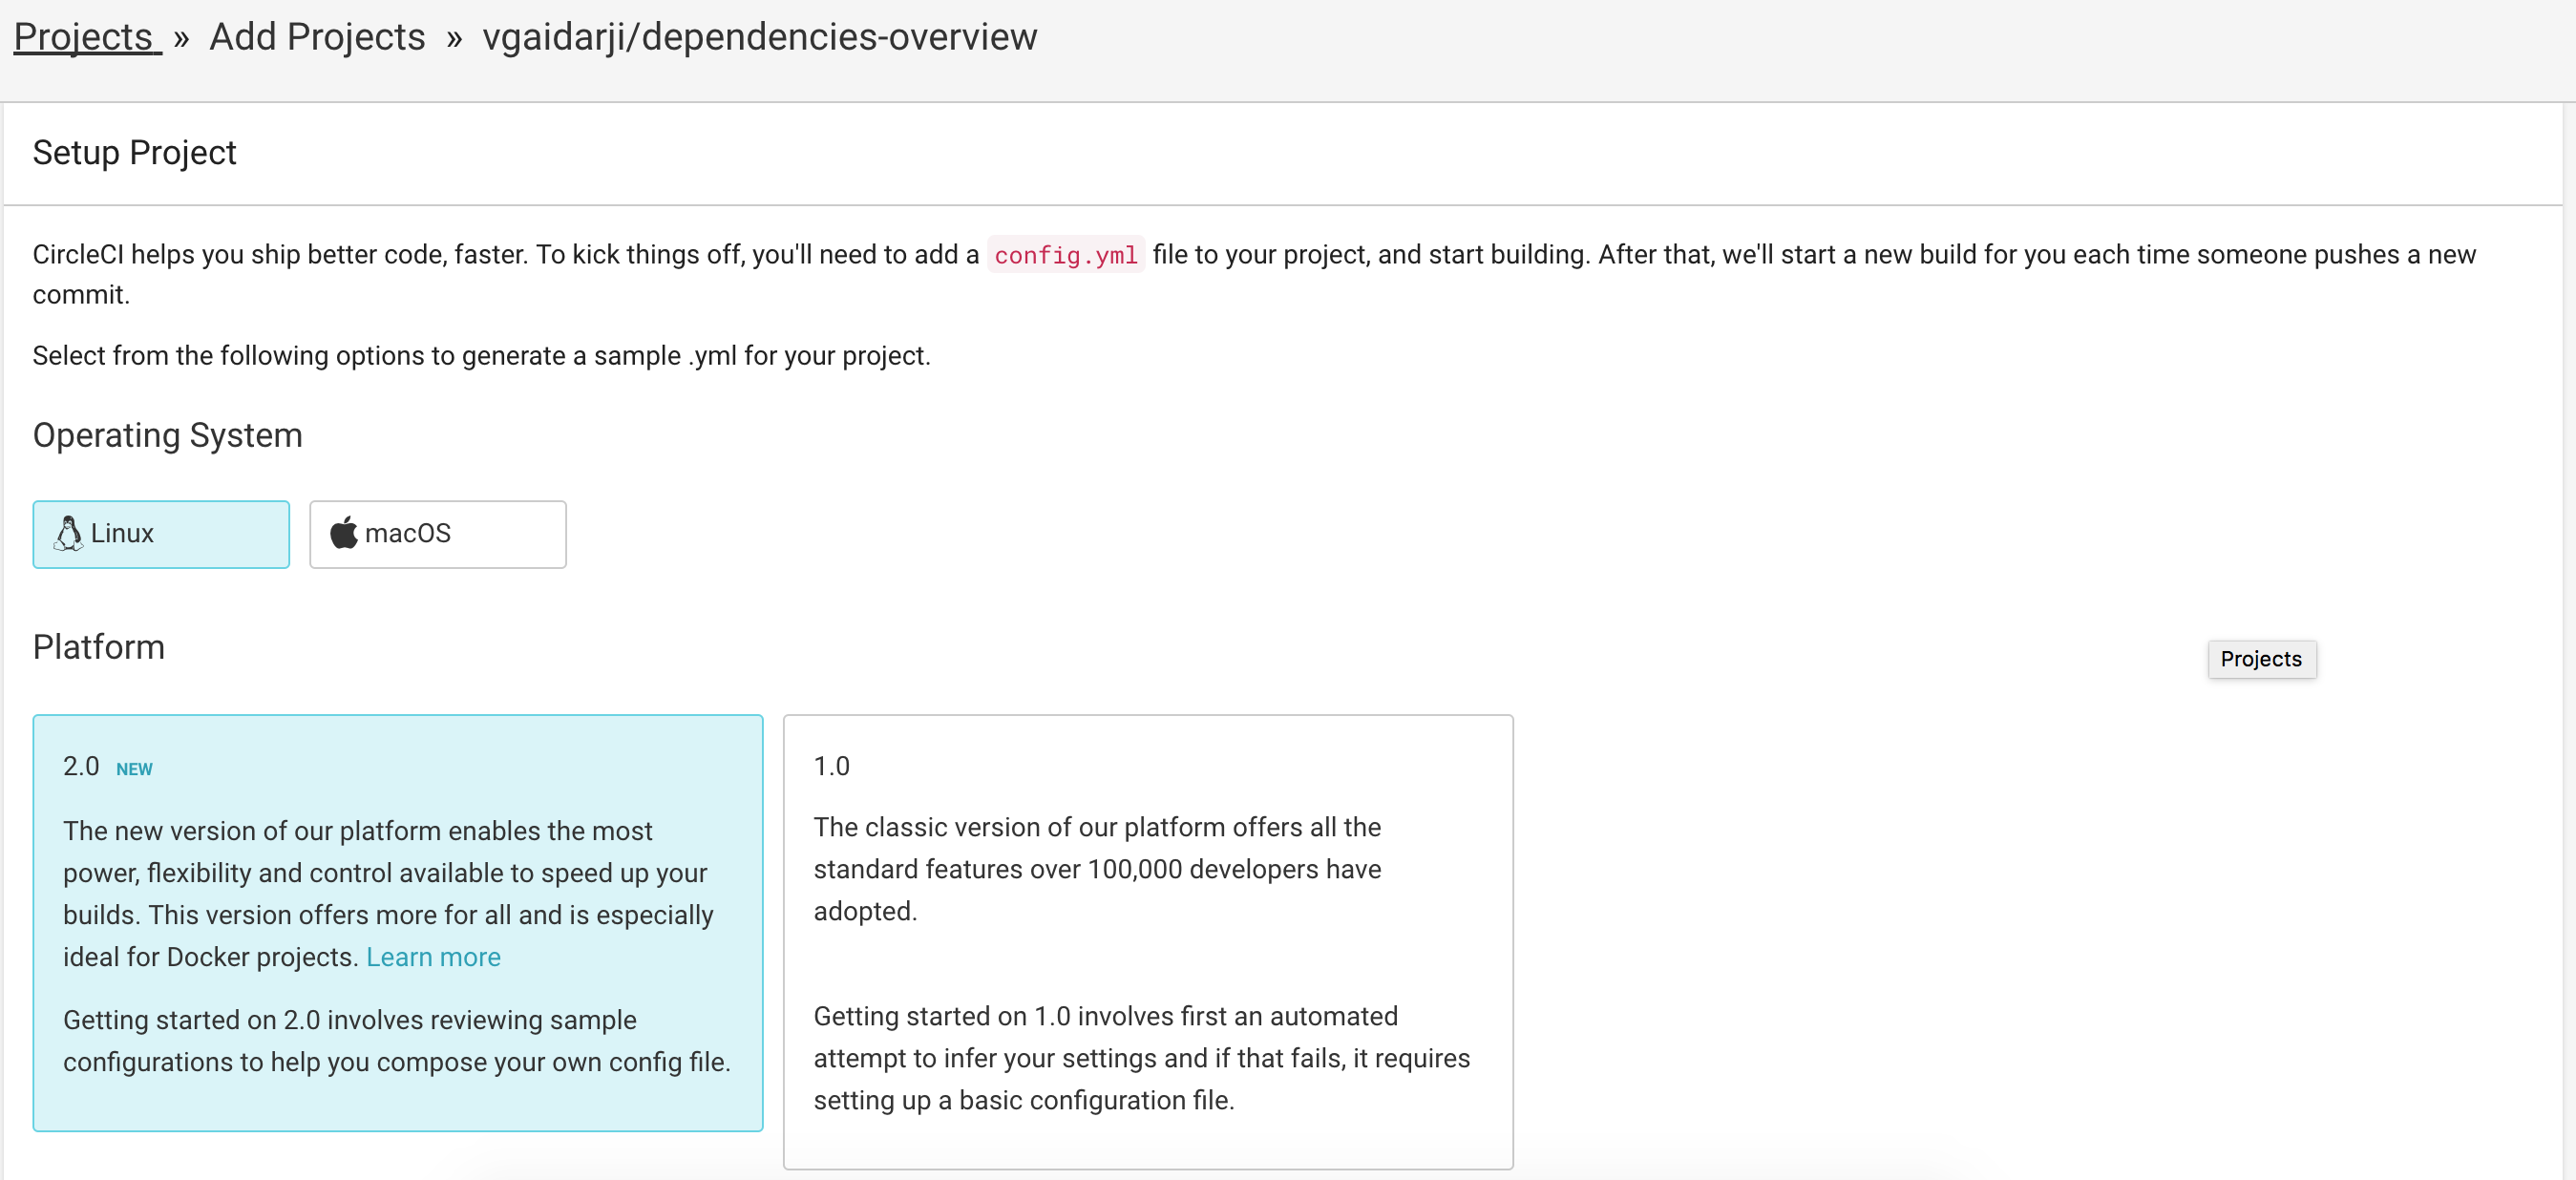 Projects » Add Projects » vgaidarji/dependencies-overview
Setup Project
CircleCI helps you ship better code, faster. To kick things off, you'll need to add a config.yml file to your project, and start building. After that, we'll start a new build for you each time someone pushes a new
commit.
Select from the following options to generate a sample .yml for your project.
Operating System
Linux
macOS
Platform
Projects
2.0 NEW
The new version of our platform enables the most
power, flexibility and control available to speed up your
builds. This version offers more for all and is especially
ideal for Docker projects. Learn more
Getting started on 2.0 involves reviewing sample
configurations to help you compose your own config file.
1.0
The classic version of our platform offers all the
standard features over 100,000 developers have
adopted.
Getting started on 1.0 involves first an automated
attempt to infer your settings and if that fails, it requires
setting up a basic configuration file.